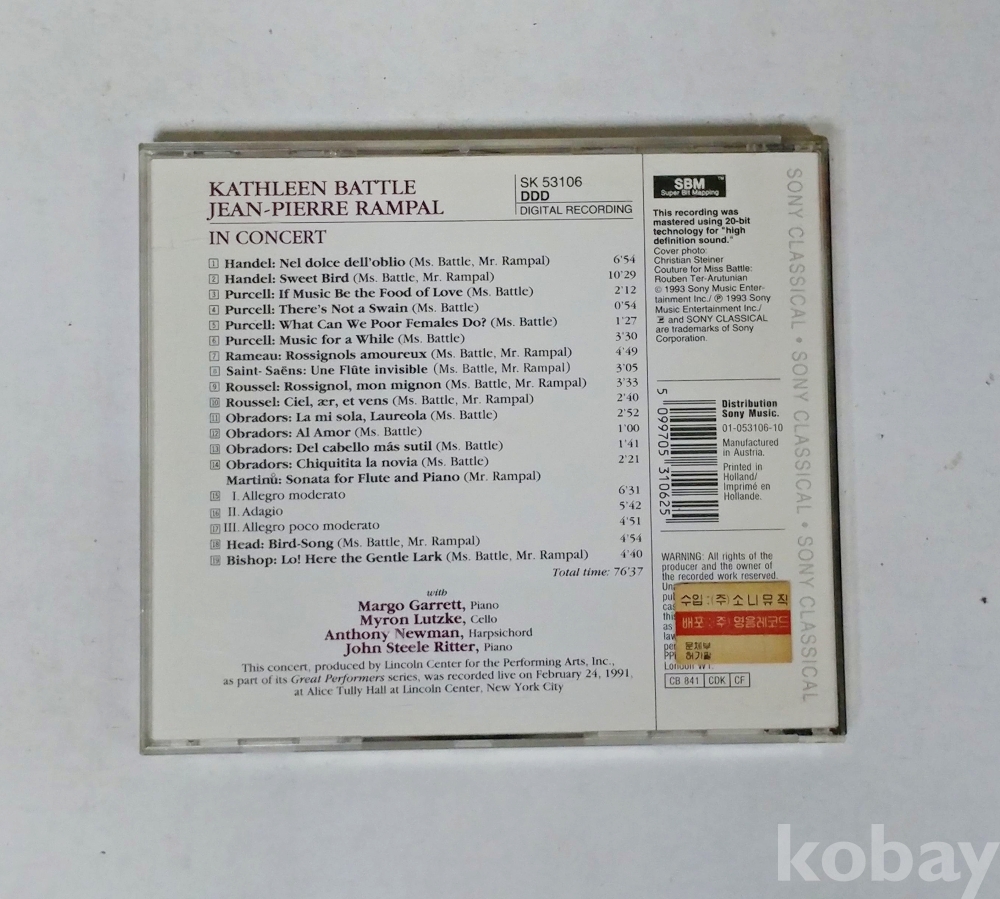 KATHLEEN BATTLE
JEAN-PIERRE RAMPAL
IN CONCERT
SK 53106
DDD
DIGITAL RECORDING
1 Handel: Nel dolce dell'oblio (Ms. Battle, Mr. Rampal) 6'54
2 Handel: Sweet Bird (Ms. Battle, Mr. Rampal) 10'29
3 Purcell: If Music Be the Food of Love (Ms. Battle) 2'12
4 Purcell: There's Not a Swain (Ms. Battle) 0'54
5 Purcell: What Can We Poor Females Do? (Ms. Battle) 1'27
6 Purcell: Music for a While (Ms. Battle) 3'30
7 Rameau: Rossignols amoureux (Ms. Battle, Mr. Rampal) 4'49
8 Saint-Saëns: Une Flûte invisible (Ms. Battle, Mr. Rampal) 3'05
9 Roussel: Rossignol, mon mignon (Ms. Battle, Mr. Rampal) 3'33
10 Roussel: Ciel, ær, et vens (Ms. Battle, Mr. Rampal) 2'40
11 Obradors: La mi sola, Laureola (Ms. Battle) 2'52
12 Obradors: Al Amor (Ms. Battle) 1'00
13 Obradors: Del cabello más sutil (Ms. Battle) 1'41
14 Obradors: Chiquitita la novia (Ms. Battle) 2'21
Martinů: Sonata for Flute and Piano (Mr. Rampal)
15 I. Allegro moderato 6'31
16 II. Adagio 5'42
17 III. Allegro poco moderato 4'51
18 Head: Bird-Song (Ms. Battle, Mr. Rampal) 4'54
19 Bishop: Lo! Here the Gentle Lark (Ms. Battle, Mr. Rampal) 4'40
Total time: 76'37
with
Margo Garrett, Piano
Myron Lutzke, Cello
Anthony Newman, Harpsichord
John Steele Ritter, Piano
This concert, produced by Lincoln Center for the Performing Arts, Inc.,
as part of its Great Performers series, was recorded live on February 24, 1991,
at Alice Tully Hall at Lincoln Center, New York City
SBM™
Super Bit Mapping
This recording was
mastered using 20-bit
technology for "high
definition sound."
Cover photo:
Christian Steiner
Couture for Miss Battle:
Rouben Ter-Arutunian
© 1993 Sony Music Enter-
tainment Inc./ ℗ 1993 Sony
Music Entertainment Inc./
and SONY CLASSICAL
are trademarks of Sony
Corporation.
5 099705 310625
Distribution
Sony Music.
01-053106-10
Manufactured
in Austria.
Printed in
Holland/
Imprimé en
Hollande.
WARNING: All rights of the
producer and the owner of
the recorded work reserved.
수입 : (주) 소니뮤직
배포 : (주) 명음레코드
문체부
허가필
London W1.
CB 841 CDK CF
SONY CLASSICAL • SONY CLASSICAL • SONY CLASSICAL • SONY CLASSICAL
kobay